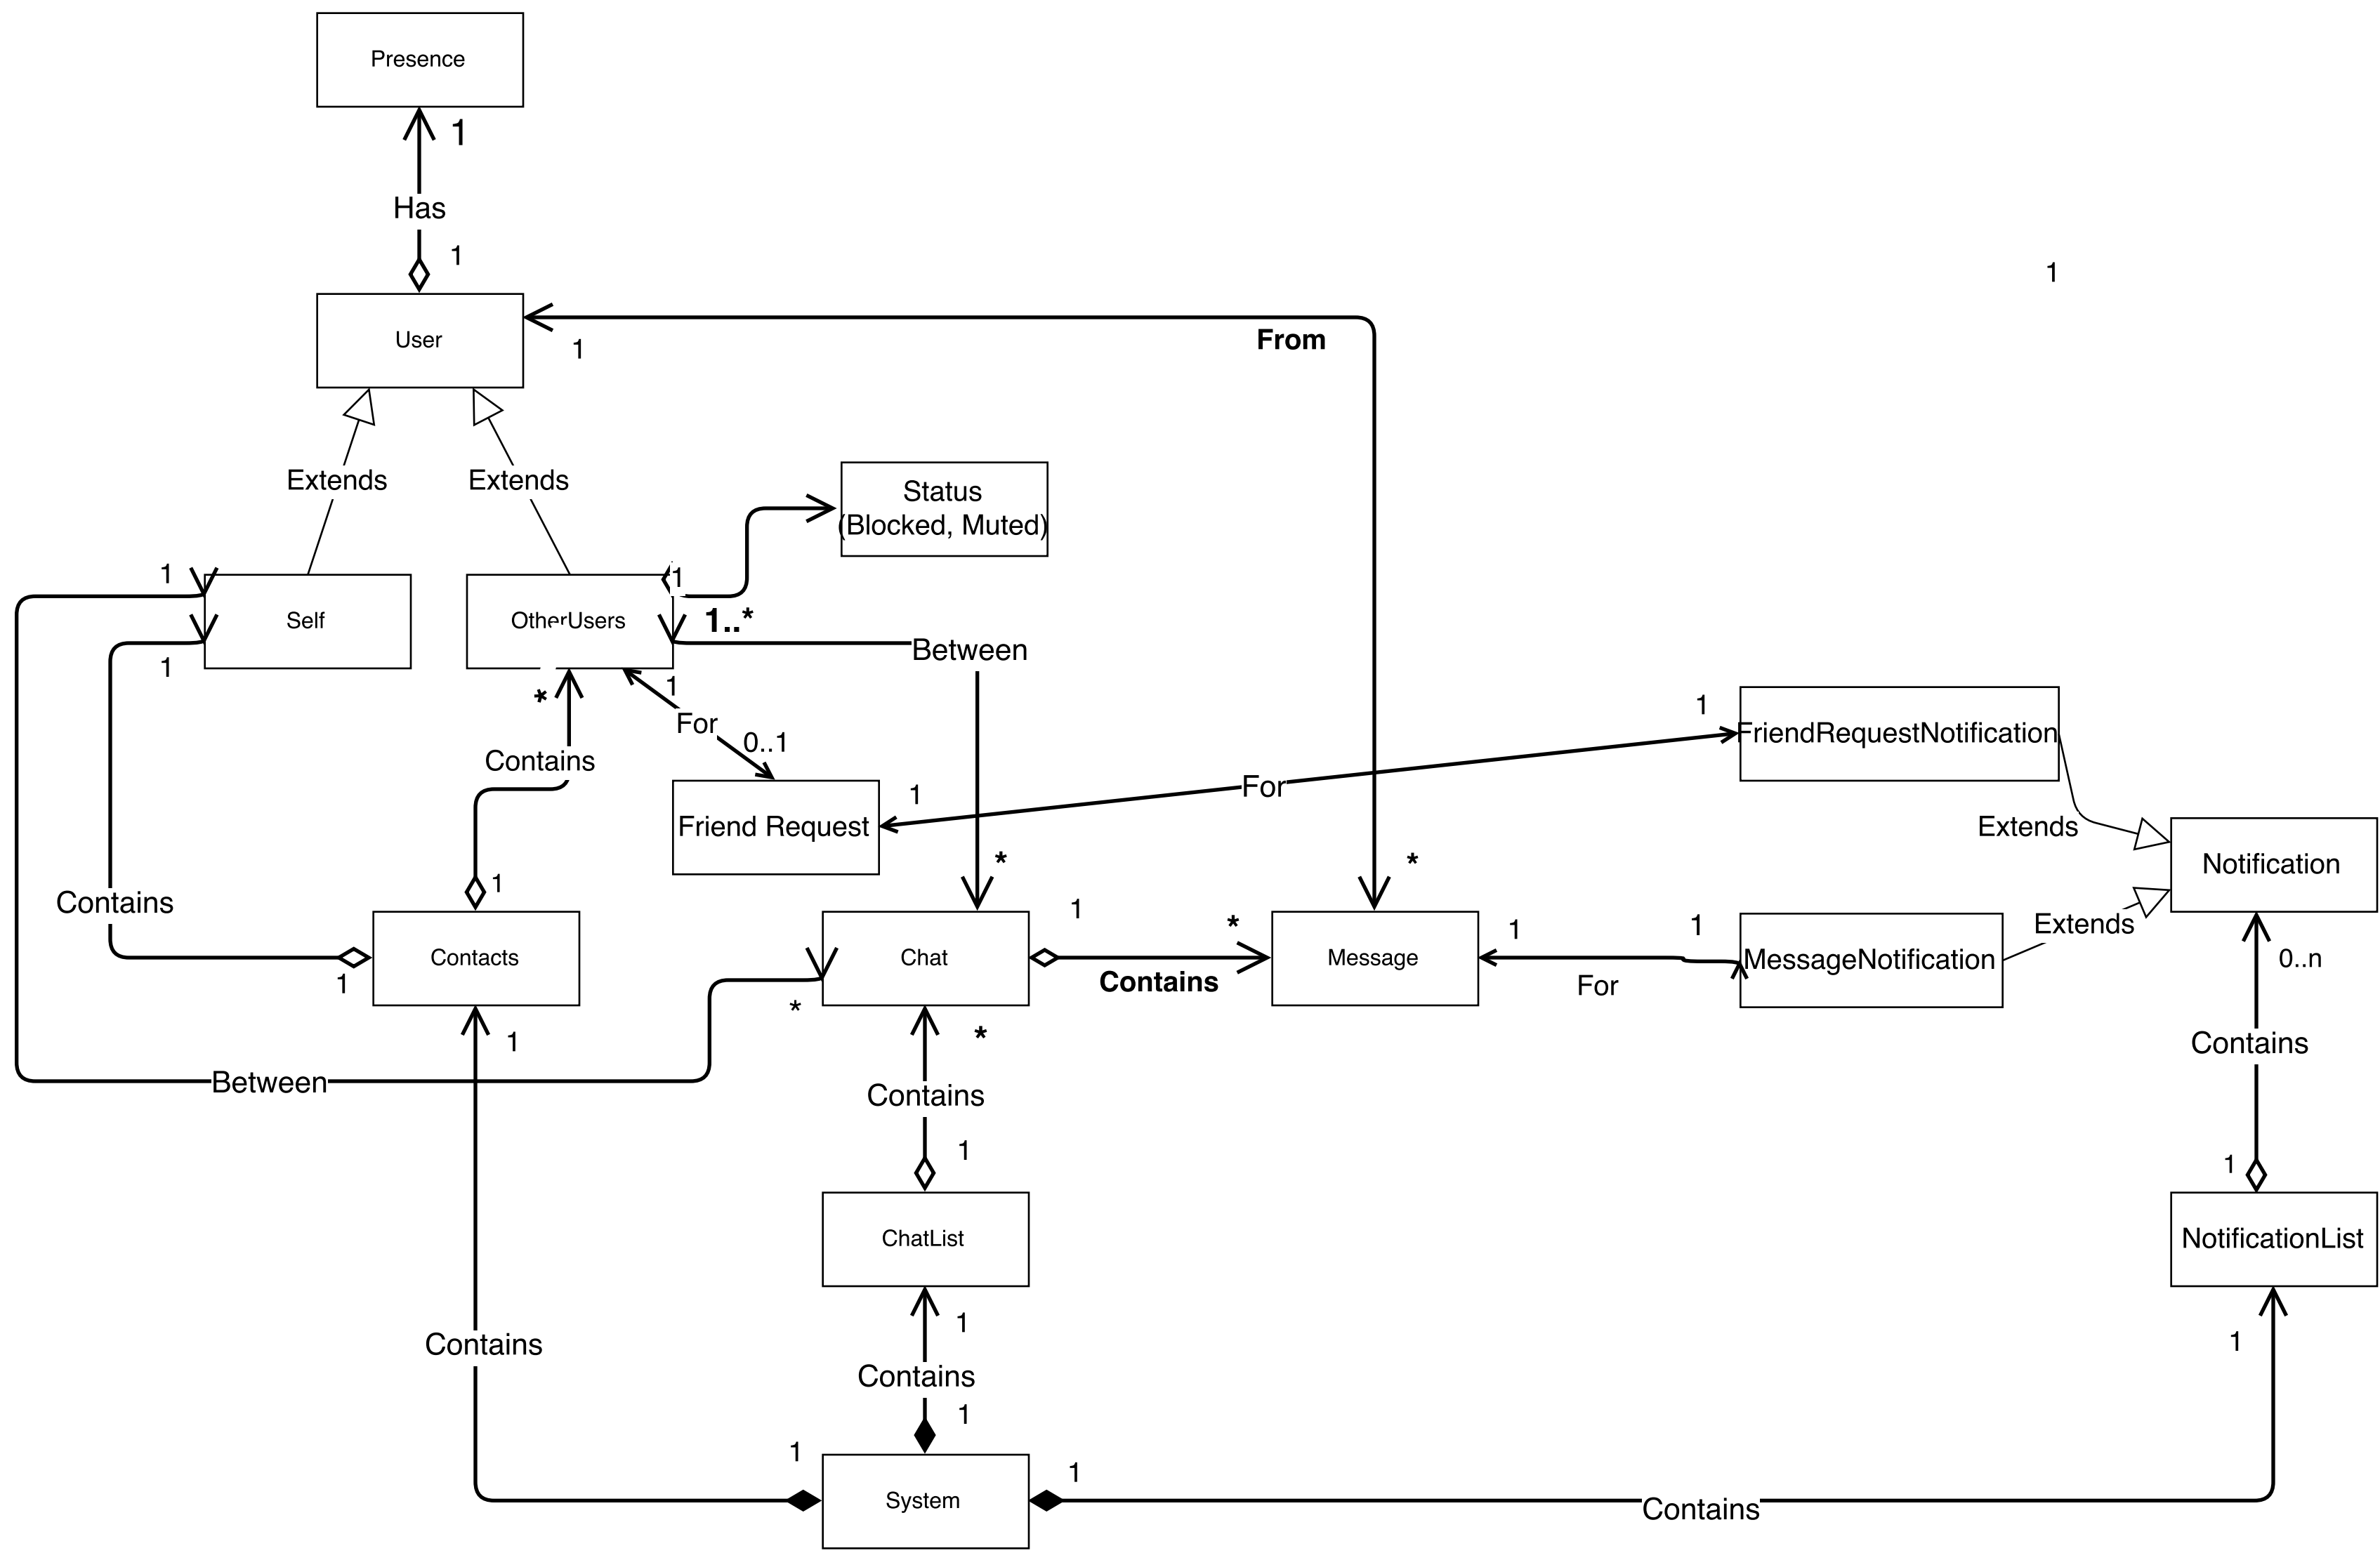 Presence
1
Has
1
1
User
From
1
Extends
Extends
Status
(Blocked, Muted)
1
1
Self
OtherUsers
1..*
Between
1
*
1
For
0..1
Contains
1
FriendRequestNotification
For
1
Friend Request
Extends
Notification
*
*
1
Contains
1
*
1
1
Extends
Contacts
Chat
Message
MessageNotification
0..n
1
Contains
For
*
1
*
Contains
Between
Contains
1
1
ChatList
NotificationList
1
1
Contains
Contains
1
1
1
System
Contains